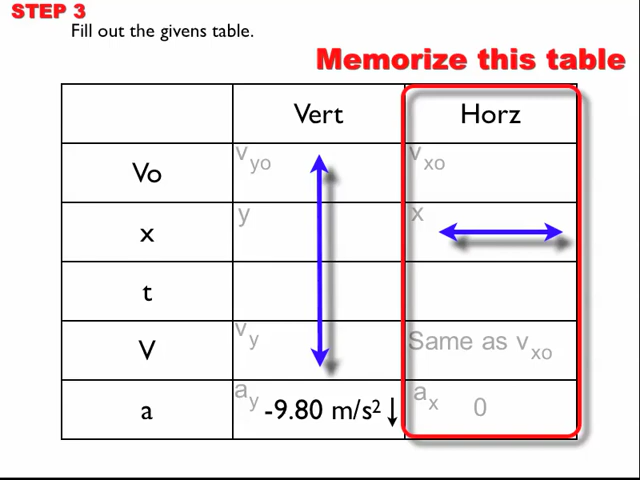 STEP 3
Fill out the givens table.
Memorize this table
Vert Horz
Vo vyo vxo
x y x
t
V vy Same as vxo
a ay -9.80 m/s²↓ ax 0